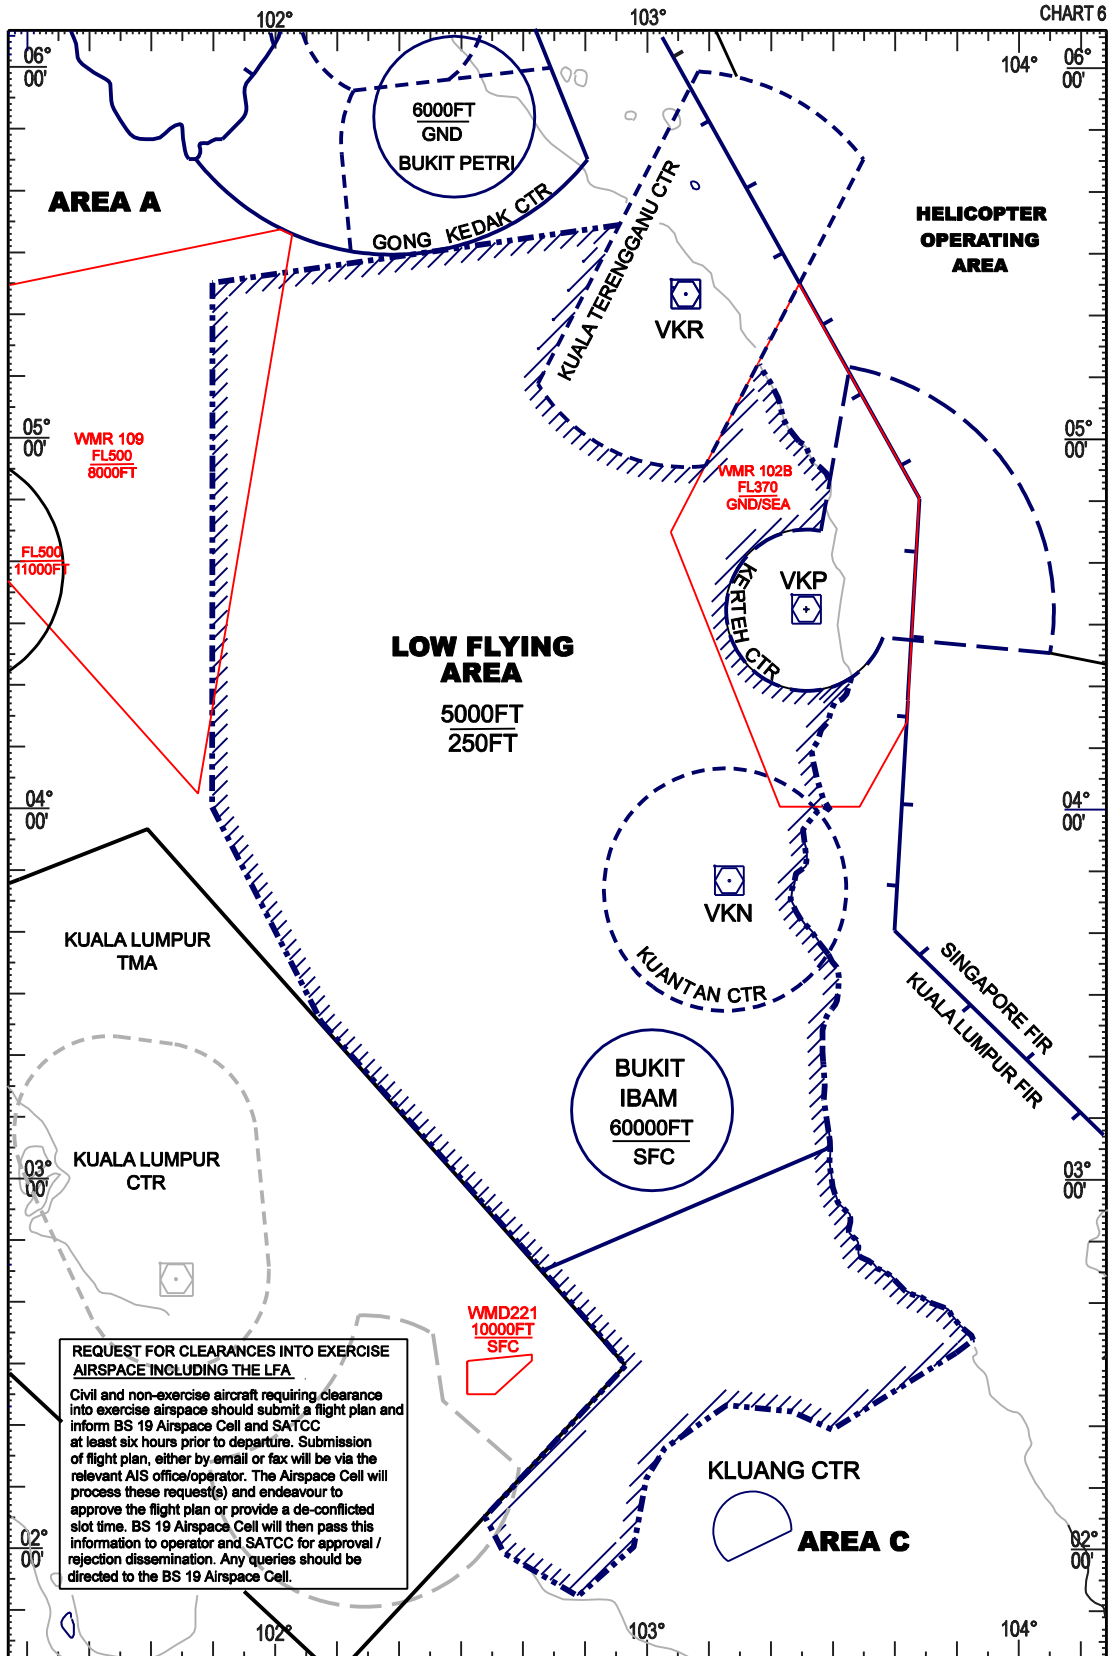 CHART 6
102°
103°
104°
06°
00'
06°
00'
6000FT
GND
BUKIT PETRI
AREA A
GONG KEDAK CTR
KUALA TERENGGANU CTR
HELICOPTER
OPERATING
AREA
VKR
05°
00'
05°
00'
WMR 109
FL500
8000FT
WMR 102B
FL370
GND/SEA
FL500
11000FT
VKP
KERTEH CTR
LOW FLYING
AREA
5000FT
250FT
04°
00'
04°
00'
VKN
KUANTAN CTR
KUALA LUMPUR
TMA
SINGAPORE FIR
KUALA LUMPUR FIR
BUKIT
IBAM
60000FT
SFC
KUALA LUMPUR
CTR
03°
00'
03°
00'
WMD221
10000FT
SFC
REQUEST FOR CLEARANCES INTO EXERCISE
AIRSPACE INCLUDING THE LFA
Civil and non-exercise aircraft requiring clearance
into exercise airspace should submit a flight plan and
inform BS 19 Airspace Cell and SATCC
at least six hours prior to departure. Submission
of flight plan, either by email or fax will be via the
relevant AIS office/operator. The Airspace Cell will
process these request(s) and endeavour to
approve the flight plan or provide a de-conflicted
slot time. BS 19 Airspace Cell will then pass this
information to operator and SATCC for approval /
rejection dissemination. Any queries should be
directed to the BS 19 Airspace Cell.
KLUANG CTR
AREA C
02°
00'
02°
00'
102°
103°
104°